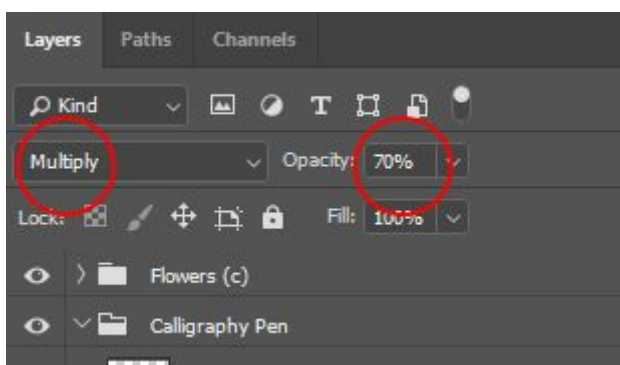 Layers Paths Channels
Kind T
Multiply Opacity: 70%
Lock: Fill: 100%
Flowers (c)
Calligraphy Pen